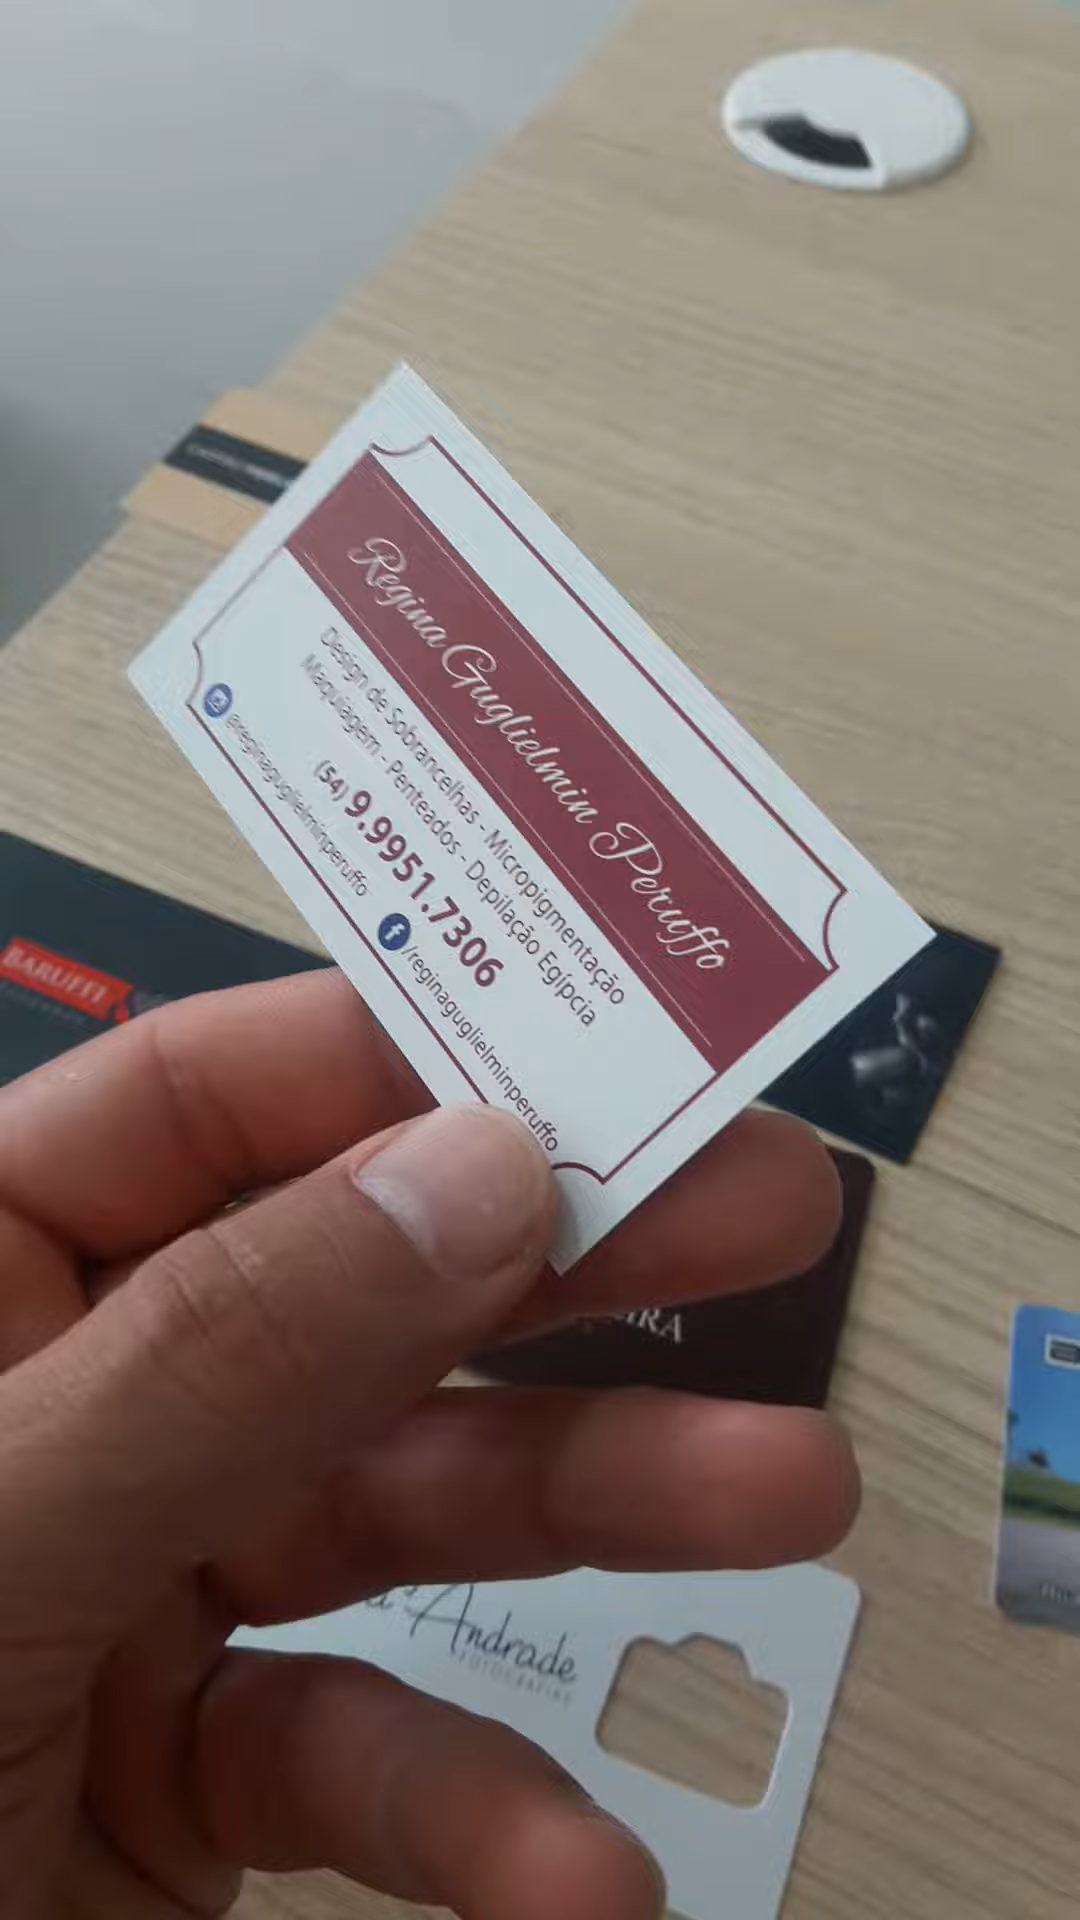 Regina Guglielmin Peruffo
Design de Sobrancelhas - Micropigmentação
Maquiagem - Penteados - Depilação Egípcia
(54) 9.9951.7306
@reginaguglielminperuffo
/reginaguglielminperuffo
BARUFFI
Andrade
FOTOGRAFIAS